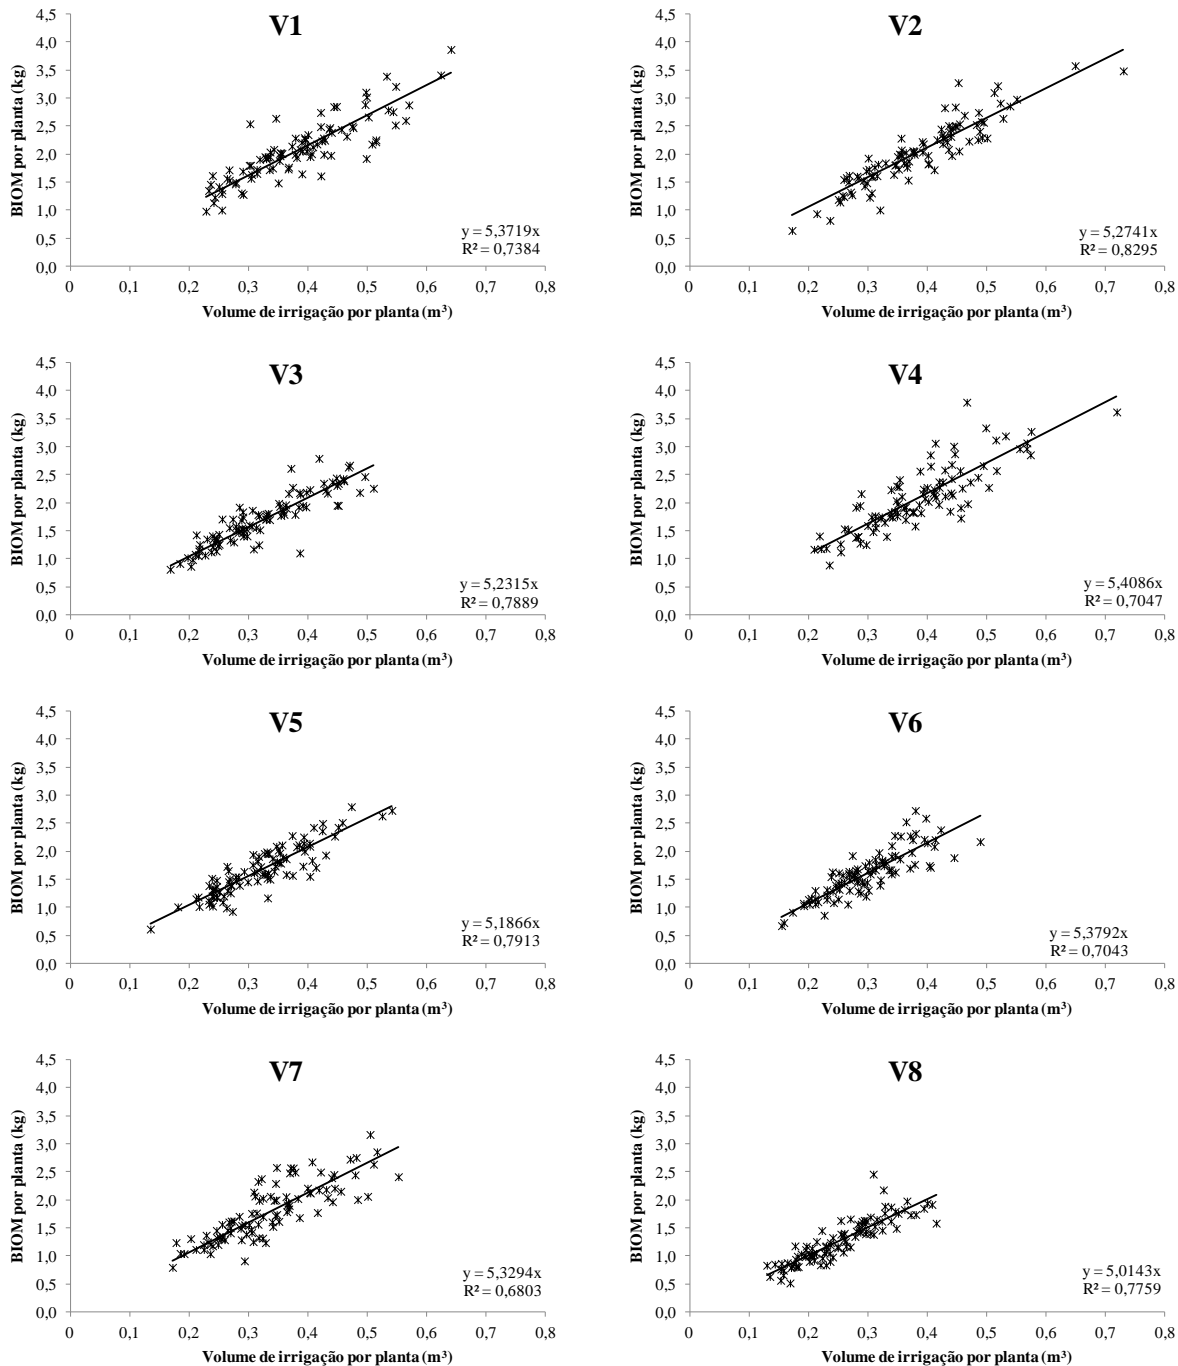 V1
4,5
4,0
3,5
3,0
2,5
2,0
1,5
1,0
0,5
0,0
BIOM por planta (kg)
y = 5,3719x
R² = 0,7384
0 0,1 0,2 0,3 0,4 0,5 0,6 0,7 0,8
Volume de irrigação por planta (m³)
V2
4,5
4,0
3,5
3,0
2,5
2,0
1,5
1,0
0,5
0,0
BIOM por planta (kg)
y = 5,2741x
R² = 0,8295
0 0,1 0,2 0,3 0,4 0,5 0,6 0,7 0,8
Volume de irrigação por planta (m³)
V3
4,5
4,0
3,5
3,0
2,5
2,0
1,5
1,0
0,5
0,0
BIOM por planta (kg)
y = 5,2315x
R² = 0,7889
0 0,1 0,2 0,3 0,4 0,5 0,6 0,7 0,8
Volume de irrigação por planta (m³)
V4
4,5
4,0
3,5
3,0
2,5
2,0
1,5
1,0
0,5
0,0
BIOM por planta (kg)
y = 5,4086x
R² = 0,7047
0 0,1 0,2 0,3 0,4 0,5 0,6 0,7 0,8
Volume de irrigação por planta (m³)
V5
4,5
4,0
3,5
3,0
2,5
2,0
1,5
1,0
0,5
0,0
BIOM por planta (kg)
y = 5,1866x
R² = 0,7913
0 0,1 0,2 0,3 0,4 0,5 0,6 0,7 0,8
Volume de irrigação por planta (m³)
V6
4,5
4,0
3,5
3,0
2,5
2,0
1,5
1,0
0,5
0,0
BIOM por planta (kg)
y = 5,3792x
R² = 0,7043
0 0,1 0,2 0,3 0,4 0,5 0,6 0,7 0,8
Volume de irrigação por planta (m³)
V7
4,5
4,0
3,5
3,0
2,5
2,0
1,5
1,0
0,5
0,0
BIOM por planta (kg)
y = 5,3294x
R² = 0,6803
0 0,1 0,2 0,3 0,4 0,5 0,6 0,7 0,8
Volume de irrigação por planta (m³)
V8
4,5
4,0
3,5
3,0
2,5
2,0
1,5
1,0
0,5
0,0
BIOM por planta (kg)
y = 5,0143x
R² = 0,7759
0 0,1 0,2 0,3 0,4 0,5 0,6 0,7 0,8
Volume de irrigação por planta (m³)